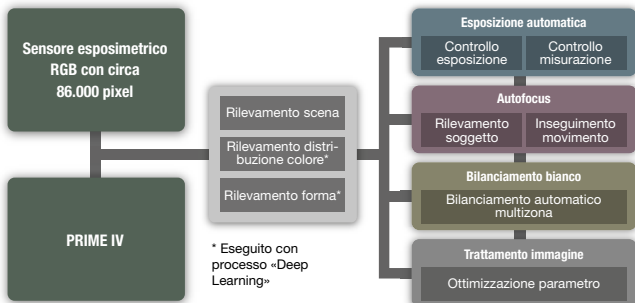 Sensore esposimetrico
RGB con circa
86.000 pixel
PRIME IV
Rilevamento scena
Rilevamento distri-
buzione colore*
Rilevamento forma*
* Eseguito con
processo «Deep
Learning»
Esposizione automatica
Controllo
esposizione
Controllo
misurazione
Autofocus
Rilevamento
soggetto
Inseguimento
movimento
Bilanciamento bianco
Bilanciamento automatico
multizona
Trattamento immagine
Ottimizzazione parametro